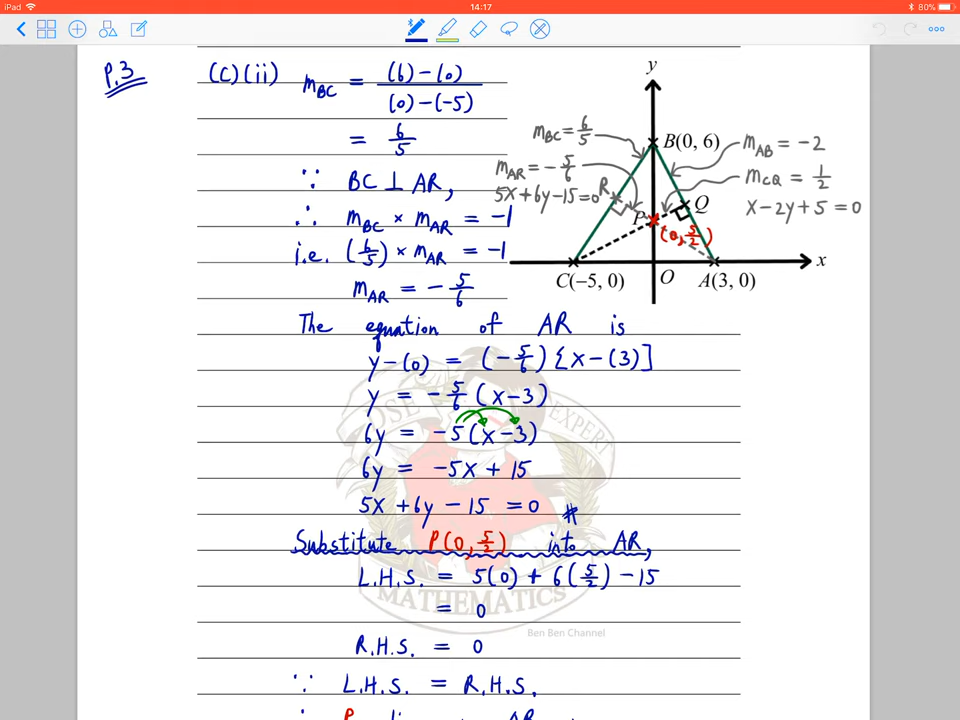 iPad 14:17 80%
P.3 (c)(ii) m_BC = (6)-(0) / (0)-(-5)
= 6/5
∵ BC ⊥ AR,
∴ m_BC × m_AR = -1
i.e. (6/5) × m_AR = -1
m_AR = -5/6
The equation of AR is
y-(0) = (-5/6)[x-(3)]
y = -5/6 (x-3)
6y = -5(x-3)
6y = -5x + 15
5x + 6y - 15 = 0 #
Substitute P(0, 5/2) into AR,
L.H.S. = 5(0) + 6(5/2) - 15
= 0
R.H.S. = 0
∵ L.H.S. = R.H.S.
y
B(0, 6)
m_BC = 6/5
m_AB = -2
m_AR = -5/6
m_CQ = 1/2
5x+6y-15=0
R
x-2y+5=0
Q
P
(0, 5/2)
x
C(−5, 0) O A(3, 0)
EXPERT
MATHEMATICS
Ben Ben Channel